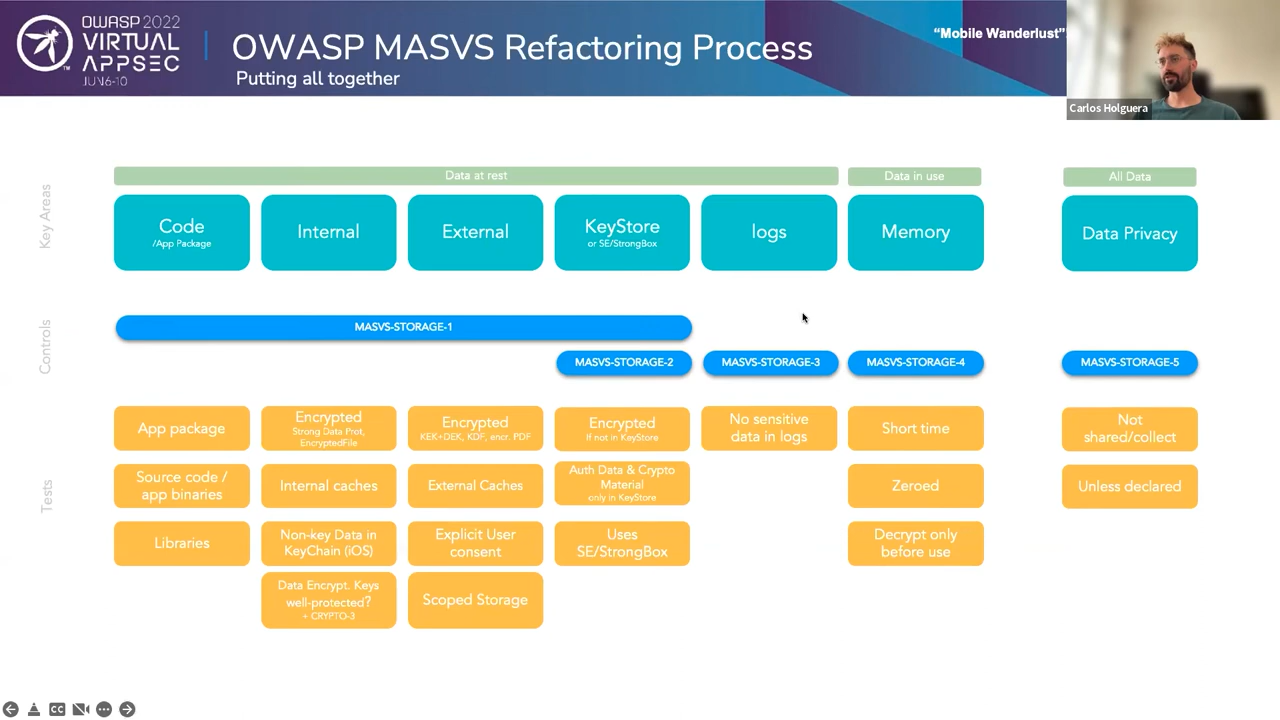 OWASP 2022
VIRTUAL
APPSEC
JUN6-10
TM
OWASP MASVS Refactoring Process
Putting all together
“Mobile Wanderlust”
Carlos Holguera
Key Areas
Data at rest
Data in use
All Data
Code
/App Package
Internal
External
KeyStore
or SE/StrongBox
logs
Memory
Data Privacy
Controls
MASVS-STORAGE-1
MASVS-STORAGE-2
MASVS-STORAGE-3
MASVS-STORAGE-4
MASVS-STORAGE-5
Tests
App package
Encrypted
Strong Data Prot,
EncryptedFile
Encrypted
KEK+DEK, KDF, encr. PDF
Encrypted
If not in KeyStore
No sensitive
data in logs
Short time
Not
shared/collect
Source code /
app binaries
Internal caches
External Caches
Auth Data & Crypto
Material
only in KeyStore
Zeroed
Unless declared
Libraries
Non-key Data in
KeyChain (iOS)
Explicit User
consent
Uses
SE/StrongBox
Decrypt only
before use
Data Encrypt. Keys
well-protected?
+ CRYPTO-3
Scoped Storage
CC